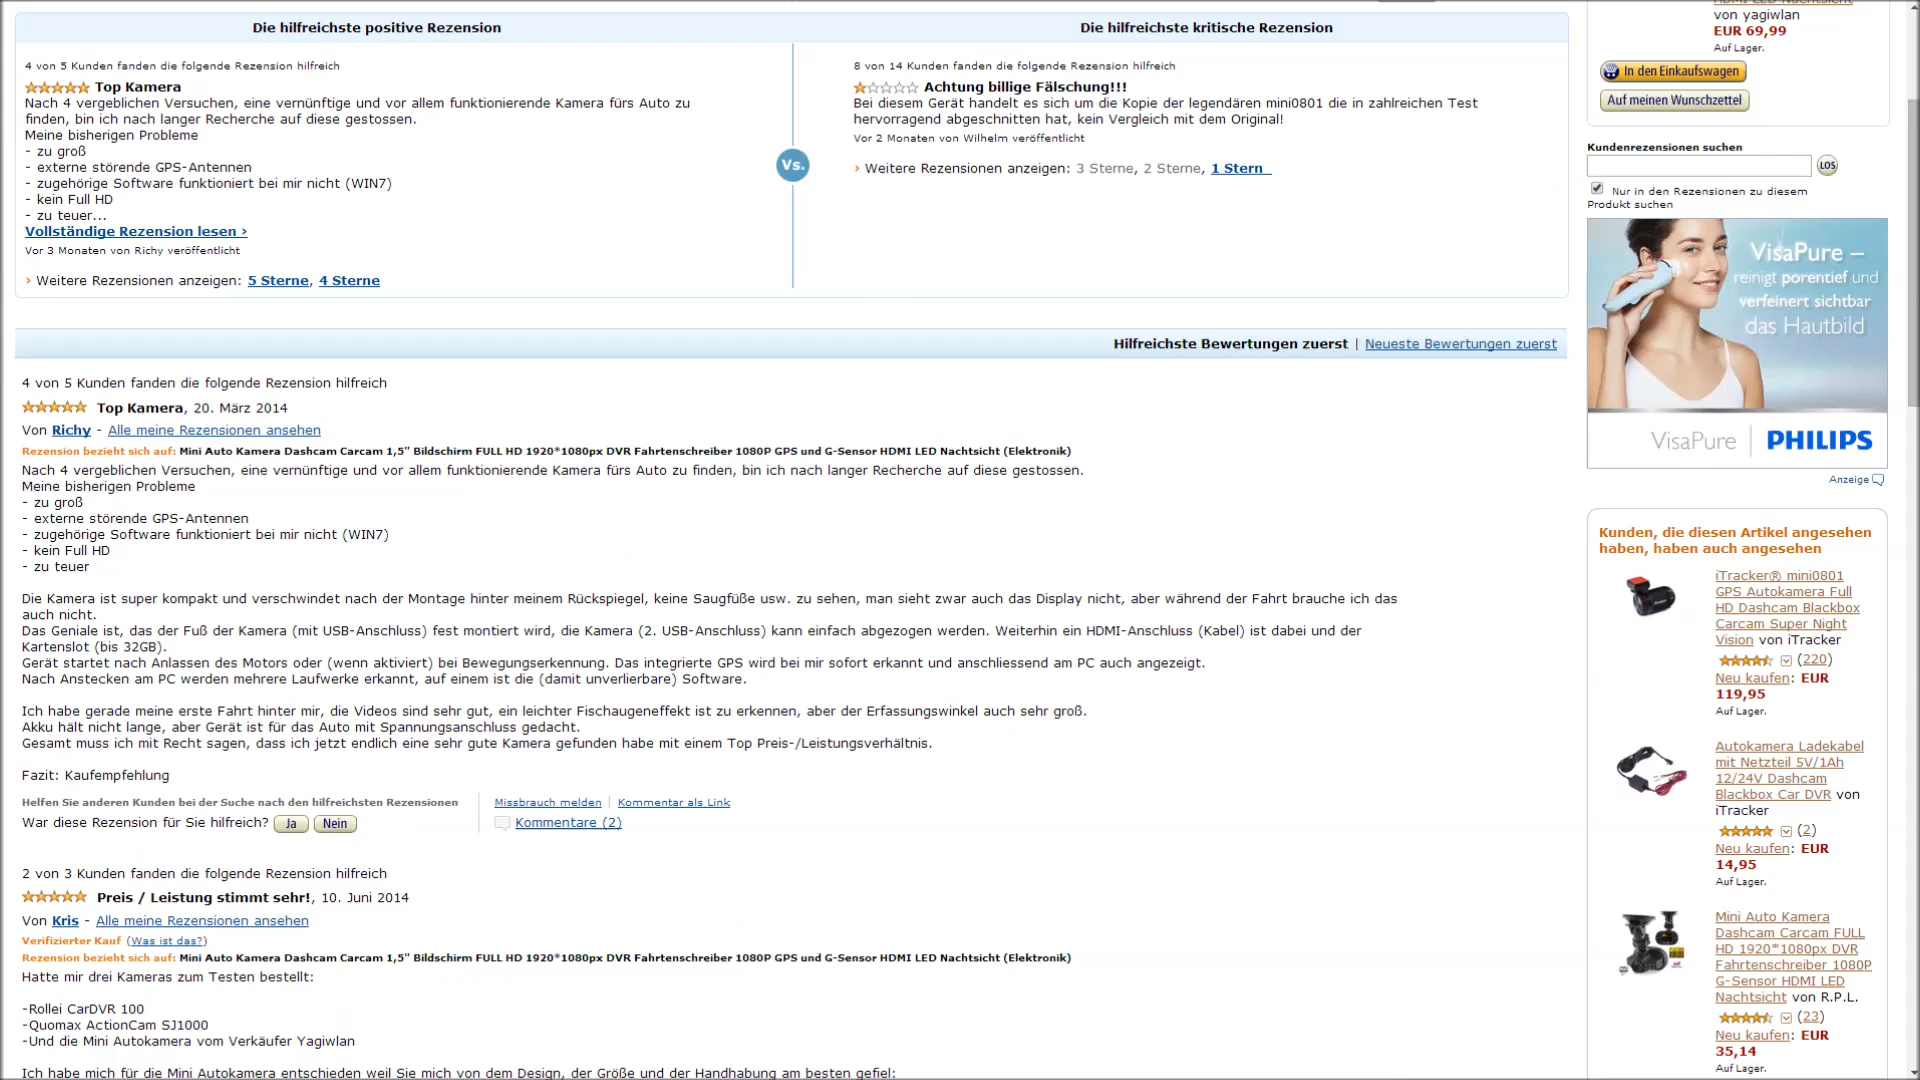 Die hilfreichste positive Rezension
Die hilfreichste kritische Rezension
4 von 5 Kunden fanden die folgende Rezension hilfreich
Top Kamera
Nach 4 vergeblichen Versuchen, eine vernünftige und vor allem funktionierende Kamera fürs Auto zu
finden, bin ich nach langer Recherche auf diese gestossen.
Meine bisherigen Probleme
- zu groß
- externe störende GPS-Antennen
- zugehörige Software funktioniert bei mir nicht (WIN7)
- kein Full HD
- zu teuer...
Vollständige Rezension lesen ›
Vor 3 Monaten von Richy veröffentlicht
› Weitere Rezensionen anzeigen: 5 Sterne, 4 Sterne
Vs.
8 von 14 Kunden fanden die folgende Rezension hilfreich
Achtung billige Fälschung!!!
Bei diesem Gerät handelt es sich um die Kopie der legendären mini0801 die in zahlreichen Test
hervorragend abgeschnitten hat, kein Vergleich mit dem Original!
Vor 2 Monaten von Wilhelm veröffentlicht
› Weitere Rezensionen anzeigen: 3 Sterne, 2 Sterne, 1 Stern
Hilfreichste Bewertungen zuerst | Neueste Bewertungen zuerst
4 von 5 Kunden fanden die folgende Rezension hilfreich
Top Kamera, 20. März 2014
Von Richy - Alle meine Rezensionen ansehen
Rezension bezieht sich auf: Mini Auto Kamera Dashcam Carcam 1,5" Bildschirm FULL HD 1920*1080px DVR Fahrtenschreiber 1080P GPS und G-Sensor HDMI LED Nachtsicht (Elektronik)
Nach 4 vergeblichen Versuchen, eine vernünftige und vor allem funktionierende Kamera fürs Auto zu finden, bin ich nach langer Recherche auf diese gestossen.
Meine bisherigen Probleme
- zu groß
- externe störende GPS-Antennen
- zugehörige Software funktioniert bei mir nicht (WIN7)
- kein Full HD
- zu teuer
Die Kamera ist super kompakt und verschwindet nach der Montage hinter meinem Rückspiegel, keine Saugfüße usw. zu sehen, man sieht zwar auch das Display nicht, aber während der Fahrt brauche ich das
auch nicht.
Das Geniale ist, das der Fuß der Kamera (mit USB-Anschluss) fest montiert wird, die Kamera (2. USB-Anschluss) kann einfach abgezogen werden. Weiterhin ein HDMI-Anschluss (Kabel) ist dabei und der
Kartenslot (bis 32GB).
Gerät startet nach Anlassen des Motors oder (wenn aktiviert) bei Bewegungserkennung. Das integrierte GPS wird bei mir sofort erkannt und anschliessend am PC auch angezeigt.
Nach Anstecken am PC werden mehrere Laufwerke erkannt, auf einem ist die (damit unverlierbare) Software.
Ich habe gerade meine erste Fahrt hinter mir, die Videos sind sehr gut, ein leichter Fischaugeneffekt ist zu erkennen, aber der Erfassungswinkel auch sehr groß.
Akku hält nicht lange, aber Gerät ist für das Auto mit Spannungsanschluss gedacht.
Gesamt muss ich mit Recht sagen, dass ich jetzt endlich eine sehr gute Kamera gefunden habe mit einem Top Preis-/Leistungsverhältnis.
Fazit: Kaufempfehlung
Helfen Sie anderen Kunden bei der Suche nach den hilfreichsten Rezensionen
War diese Rezension für Sie hilfreich? Ja Nein
Missbrauch melden | Kommentar als Link
Kommentare (2)
2 von 3 Kunden fanden die folgende Rezension hilfreich
Preis / Leistung stimmt sehr!, 10. Juni 2014
Von Kris - Alle meine Rezensionen ansehen
Verifizierter Kauf (Was ist das?)
Rezension bezieht sich auf: Mini Auto Kamera Dashcam Carcam 1,5" Bildschirm FULL HD 1920*1080px DVR Fahrtenschreiber 1080P GPS und G-Sensor HDMI LED Nachtsicht (Elektronik)
Hatte mir drei Kameras zum Testen bestellt:
-Rollei CarDVR 100
-Quomax ActionCam SJ1000
-Und die Mini Autokamera vom Verkäufer Yagiwlan
Ich habe mich für die Mini Autokamera entschieden weil Sie mich von dem Design, der Größe und der Handhabung am besten gefiel:
HDMI LED Nachtsicht
von yagiwlan
EUR 69,99
Auf Lager.
In den Einkaufswagen
Auf meinen Wunschzettel
Kundenrezensionen suchen
LOS
Nur in den Rezensionen zu diesem
Produkt suchen
VisaPure –
reinigt porentief und
verfeinert sichtbar
das Hautbild
VisaPure | PHILIPS
Anzeige
Kunden, die diesen Artikel angesehen
haben, haben auch angesehen
iTracker® mini0801
GPS Autokamera Full
HD Dashcam Blackbox
Carcam Super Night
Vision von iTracker
(220)
Neu kaufen: EUR
119,95
Auf Lager.
Autokamera Ladekabel
mit Netzteil 5V/1Ah
12/24V Dashcam
Blackbox Car DVR von
iTracker
(2)
Neu kaufen: EUR
14,95
Auf Lager.
Mini Auto Kamera
Dashcam Carcam FULL
HD 1920*1080px DVR
Fahrtenschreiber 1080P
G-Sensor HDMI LED
Nachtsicht von R.P.L.
(23)
Neu kaufen: EUR
35,14
Auf Lager.